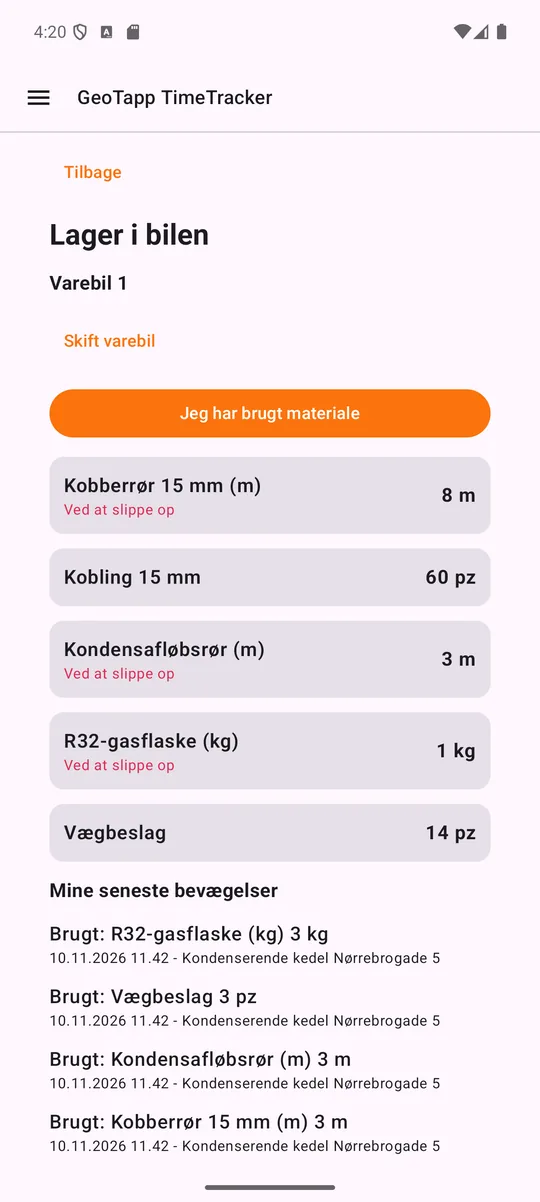 4:20
GeoTapp TimeTracker
Tilbage
Lager i bilen
Varebil 1
Skift varebil
Jeg har brugt materiale
Kobberrør 15 mm (m)
Ved at slippe op
8 m
Kobling 15 mm
60 pz
Kondensafløbsrør (m)
Ved at slippe op
3 m
R32-gasflaske (kg)
Ved at slippe op
1 kg
Vægbeslag
14 pz
Mine seneste bevægelser
Brugt: R32-gasflaske (kg) 3 kg
10.11.2026 11.42 - Kondenserende kedel Nørrebrogade 5
Brugt: Vægbeslag 3 pz
10.11.2026 11.42 - Kondenserende kedel Nørrebrogade 5
Brugt: Kondensafløbsrør (m) 3 m
10.11.2026 11.42 - Kondenserende kedel Nørrebrogade 5
Brugt: Kobberrør 15 mm (m) 3 m
10.11.2026 11.42 - Kondenserende kedel Nørrebrogade 5